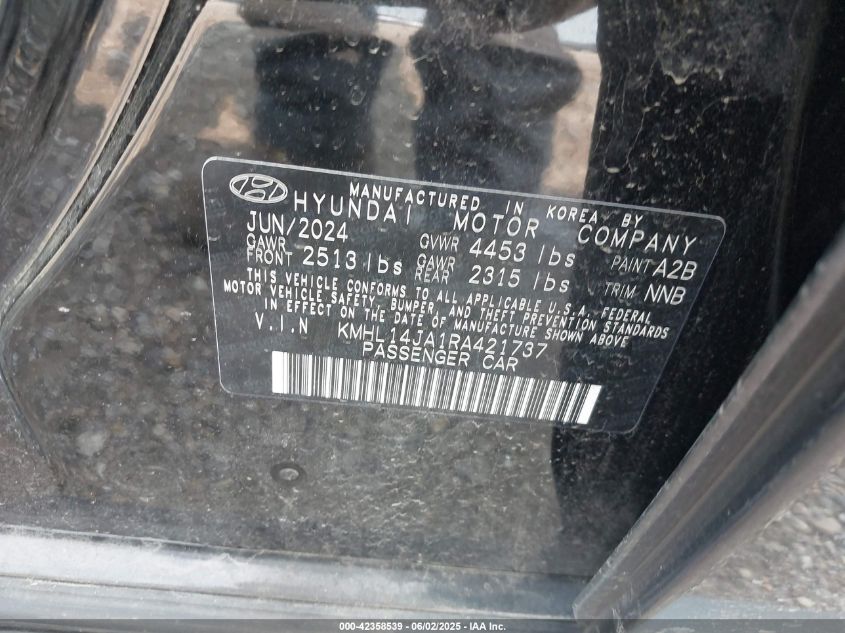 MANUFACTURED IN KOREA BY
HYUNDAI MOTOR COMPANY
JUN/2024 GVWR 4453 lbs PAINT A2B
GAWR FRONT 2513 lbs GAWR REAR 2315 lbs TRIM NNB
THIS VEHICLE CONFORMS TO ALL APPLICABLE U.S.A. FEDERAL
MOTOR VEHICLE SAFETY, BUMPER, AND THEFT PREVENTION STANDARDS
IN EFFECT ON THE DATE OF MANUFACTURE SHOWN ABOVE
V.I.N KMHL14JA1RA421737
PASSENGER CAR
000-42358539 - 06/02/2025 - IAA Inc.